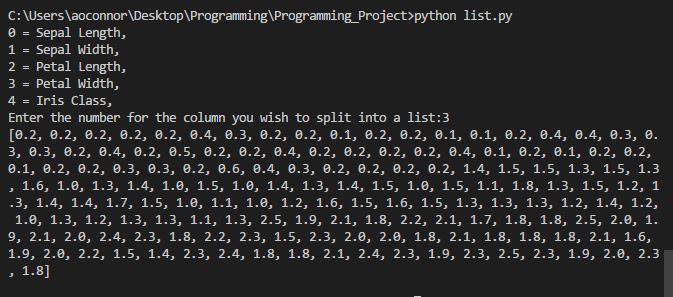 C:\Users\aoconnor\Desktop\Programming\Programming_Project>python list.py
0 = Sepal Length,
1 = Sepal Width,
2 = Petal Length,
3 = Petal Width,
4 = Iris Class,
Enter the number for the column you wish to split into a list:3
[0.2, 0.2, 0.2, 0.2, 0.2, 0.4, 0.3, 0.2, 0.2, 0.1, 0.2, 0.2, 0.1, 0.1, 0.2, 0.4, 0.4, 0.3, 0.
3, 0.3, 0.2, 0.4, 0.2, 0.5, 0.2, 0.2, 0.4, 0.2, 0.2, 0.2, 0.2, 0.4, 0.1, 0.2, 0.1, 0.2, 0.2,
0.1, 0.2, 0.2, 0.3, 0.3, 0.2, 0.6, 0.4, 0.3, 0.2, 0.2, 0.2, 0.2, 1.4, 1.5, 1.5, 1.3, 1.5, 1.3
, 1.6, 1.0, 1.3, 1.4, 1.0, 1.5, 1.0, 1.4, 1.3, 1.4, 1.5, 1.0, 1.5, 1.1, 1.8, 1.3, 1.5, 1.2, 1
.3, 1.4, 1.4, 1.7, 1.5, 1.0, 1.1, 1.0, 1.2, 1.6, 1.5, 1.6, 1.5, 1.3, 1.3, 1.3, 1.2, 1.4, 1.2,
1.0, 1.3, 1.2, 1.3, 1.3, 1.1, 1.3, 2.5, 1.9, 2.1, 1.8, 2.2, 2.1, 1.7, 1.8, 1.8, 2.5, 2.0, 1.
9, 2.1, 2.0, 2.4, 2.3, 1.8, 2.2, 2.3, 1.5, 2.3, 2.0, 2.0, 1.8, 2.1, 1.8, 1.8, 1.8, 2.1, 1.6,
1.9, 2.0, 2.2, 1.5, 1.4, 2.3, 2.4, 1.8, 1.8, 2.1, 2.4, 2.3, 1.9, 2.3, 2.5, 2.3, 1.9, 2.0, 2.3
, 1.8]